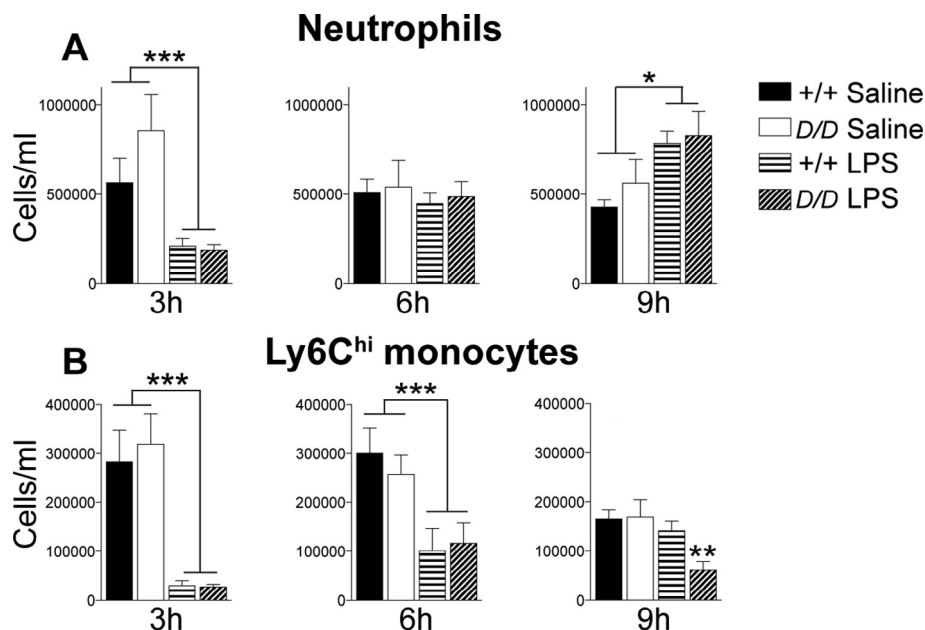 Neutrophils
A
***
*
1000000
500000
0
Cells/ml
3h
1000000
500000
0
6h
1000000
500000
0
9h
+/+ Saline
D/D Saline
+/+ LPS
D/D LPS
Ly6Chi monocytes
B
***
***
**
400000
300000
200000
100000
0
Cells/ml
3h
400000
300000
200000
100000
0
6h
400000
300000
200000
100000
0
9h